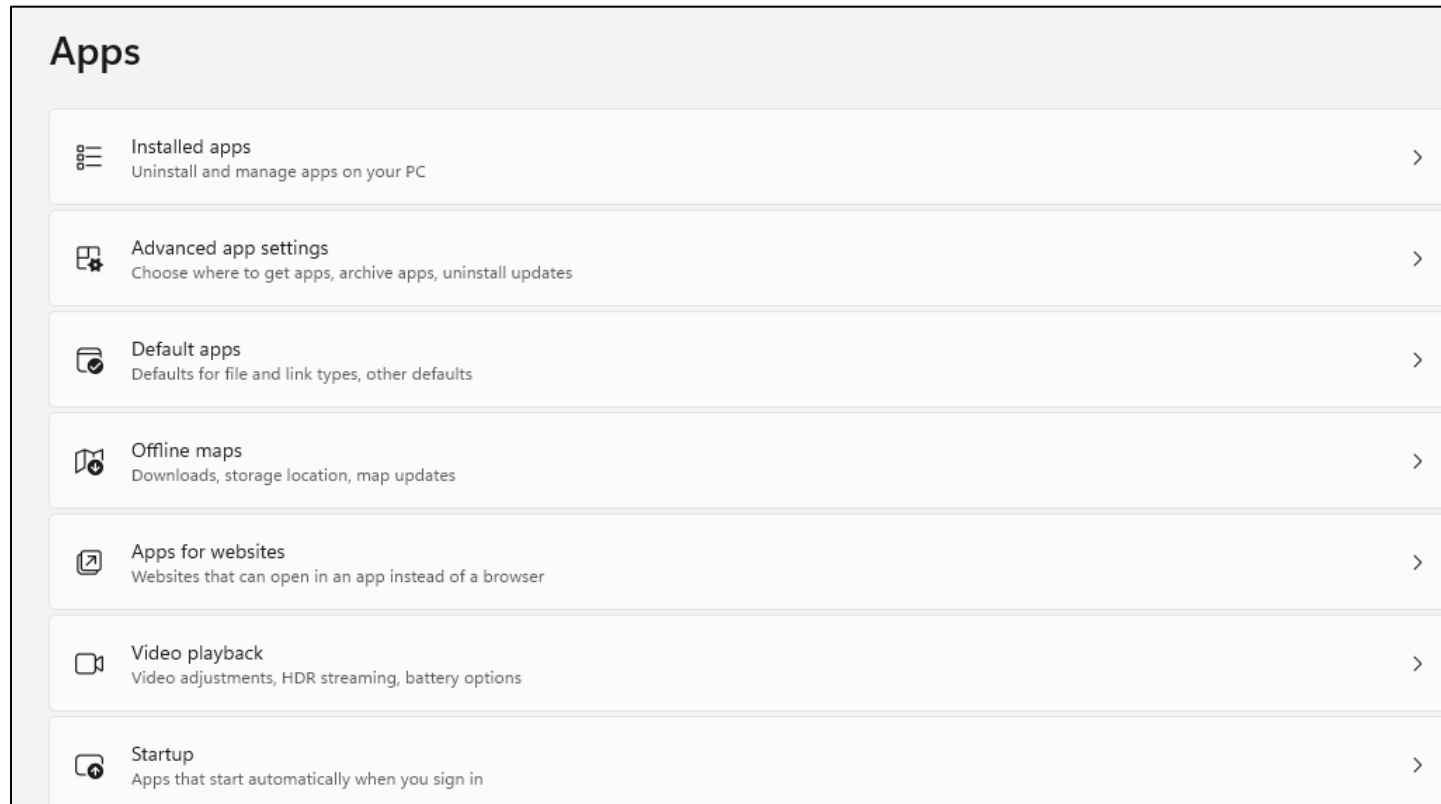 Apps
Installed apps
Uninstall and manage apps on your PC
Advanced app settings
Choose where to get apps, archive apps, uninstall updates
Default apps
Defaults for file and link types, other defaults
Offline maps
Downloads, storage location, map updates
Apps for websites
Websites that can open in an app instead of a browser
Video playback
Video adjustments, HDR streaming, battery options
Startup
Apps that start automatically when you sign in